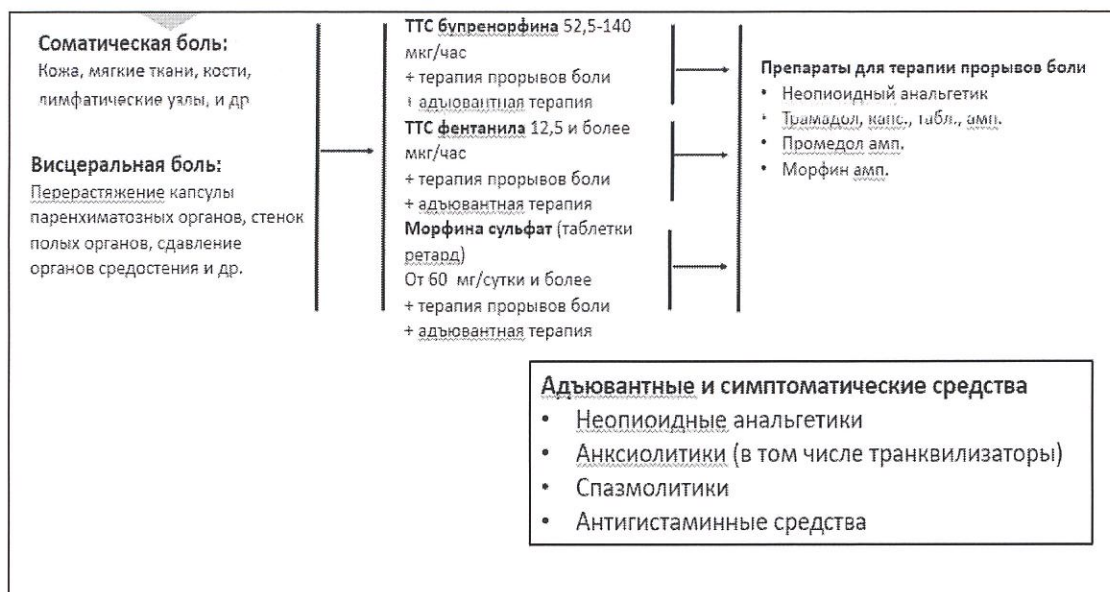 Соматическая боль:
Кожа, мягкие ткани, кости,
лимфатические узлы, и др
Висцеральная боль:
Перерастяжение капсулы
паренхиматозных органов, стенок
полых органов, сдавление
органов средостения и др.
ТТС бупренорфина 52,5-140
мкг/час
+ терапия прорывов боли
+ адъювантная терапия
ТТС фентанила 12,5 и более
мкг/час
+ терапия прорывов боли
+ адъювантная терапия
Морфина сульфат (таблетки
ретард)
От 60 мг/сутки и более
+ терапия прорывов боли
+ адъювантная терапия
Препараты для терапии прорывов боли
• Неопиоидный анальгетик
• Трамадол, капс., табл., амп.
• Промедол амп.
• Морфин амп.
Адъювантные и симптоматические средства
• Неопиоидные анальгетики
• Анксиолитики (в том числе транквилизаторы)
• Спазмолитики
• Антигистаминные средства